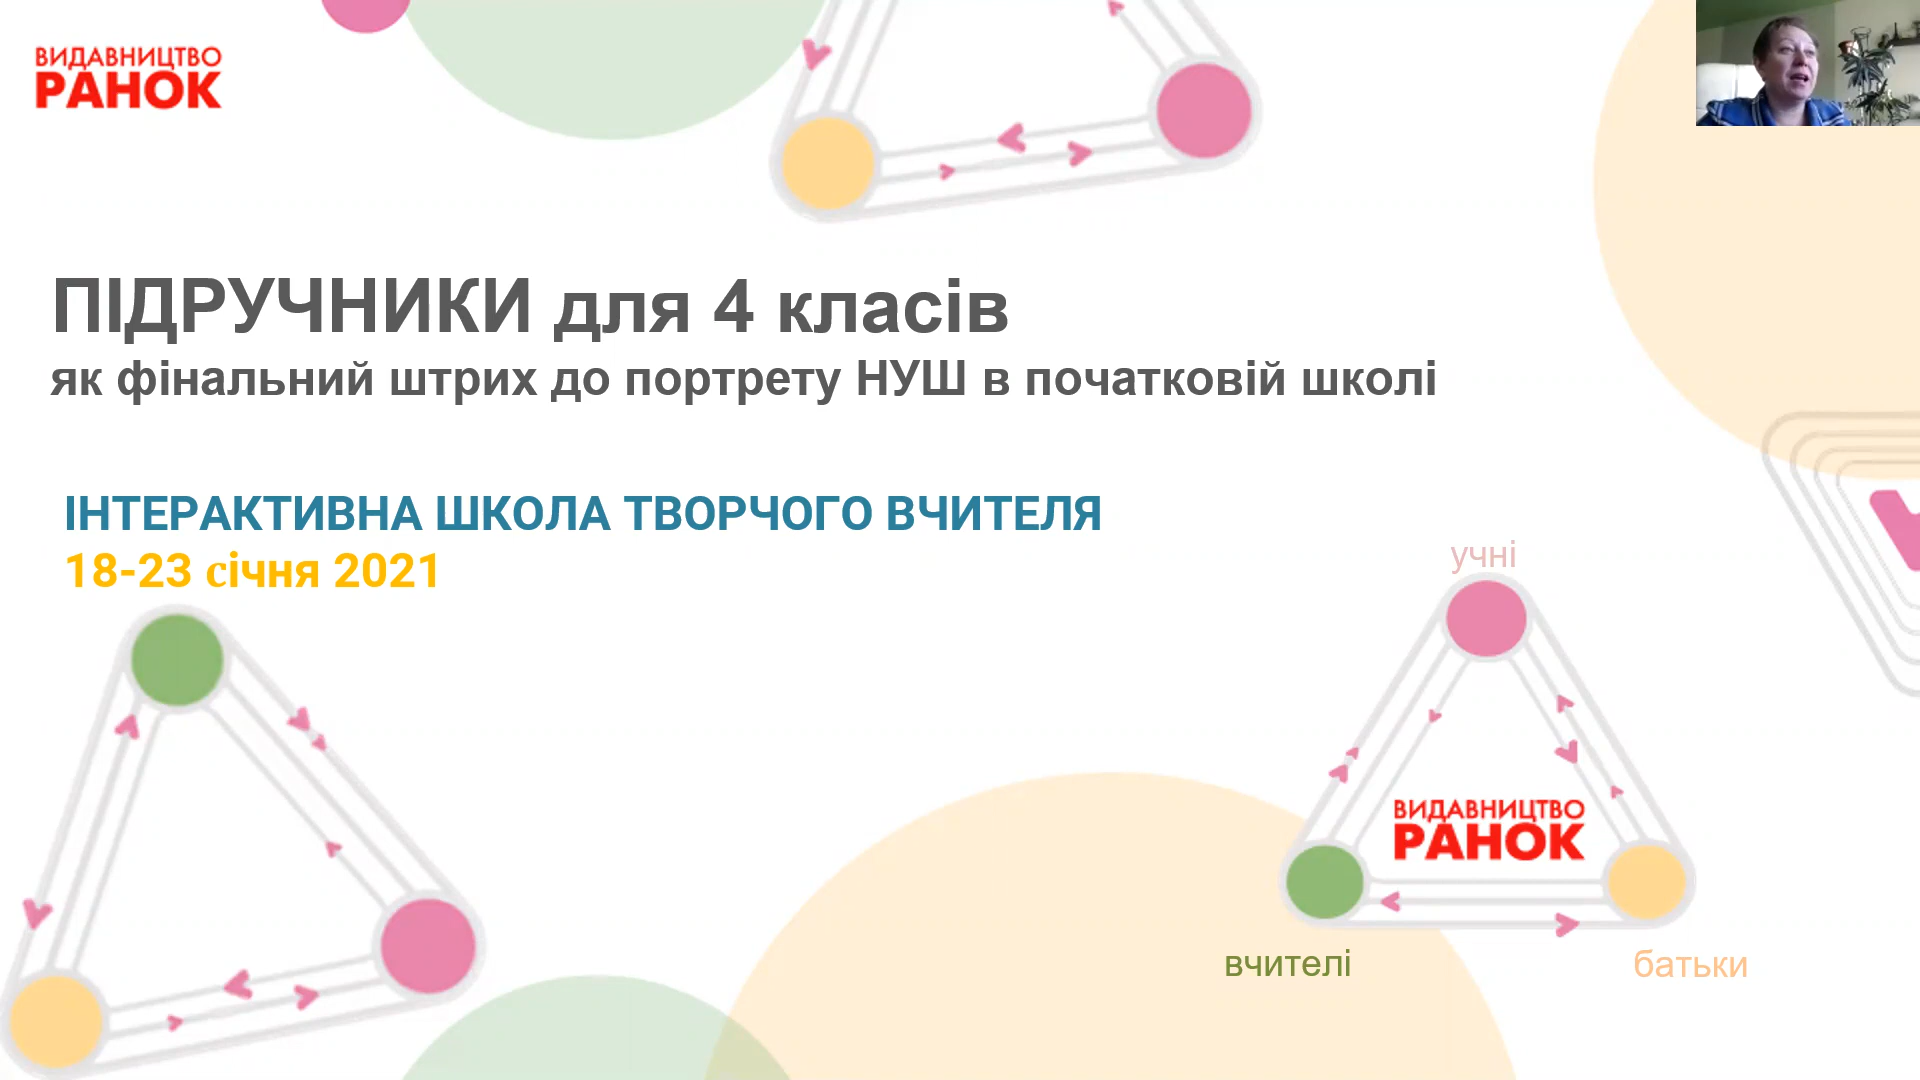 ВИДАВНИЦТВО
РАНОК
ПІДРУЧНИКИ для 4 класів
як фінальний штрих до портрету НУШ в початковій школі
ІНТЕРАКТИВНА ШКОЛА ТВОРЧОГО ВЧИТЕЛЯ
18-23 січня 2021
учні
ВИДАВНИЦТВО
РАНОК
вчителі
батьки